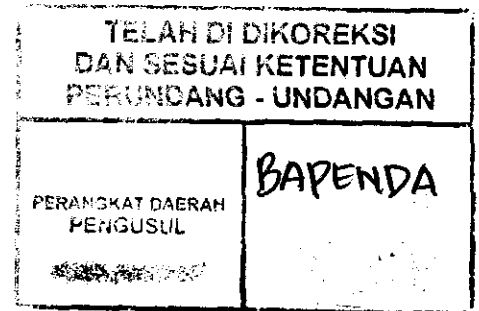 TELAH DI DIKOREKSI
DAN SESUAI KETENTUAN
PERUNDANG - UNDANGAN
PERANGKAT DAERAH
PENGUSUL
BAPENDA